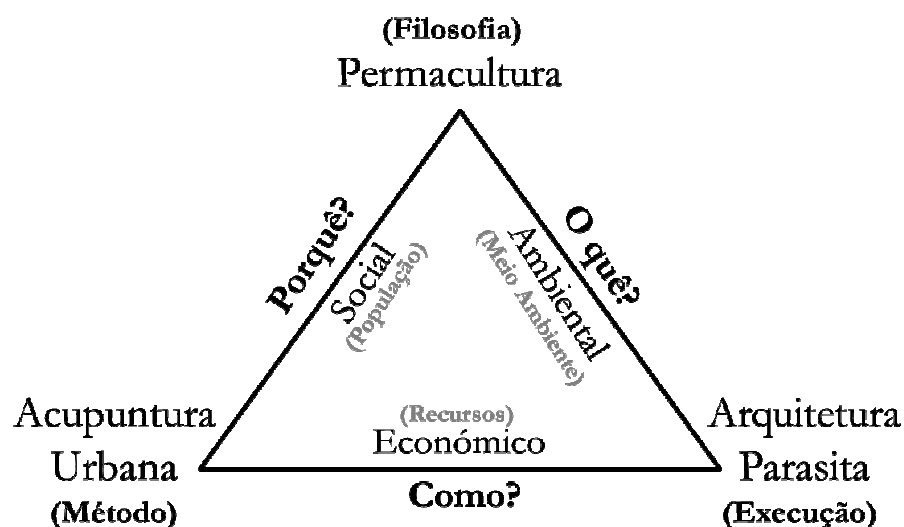 (Filosofia)
Permacultura
Porquê?
Social
(População)
O quê?
Ambiental
(Meio Ambiente)
Acupuntura
Urbana
(Método)
(Recursos)
Económico
Como?
Arquitetura
Parasita
(Execução)